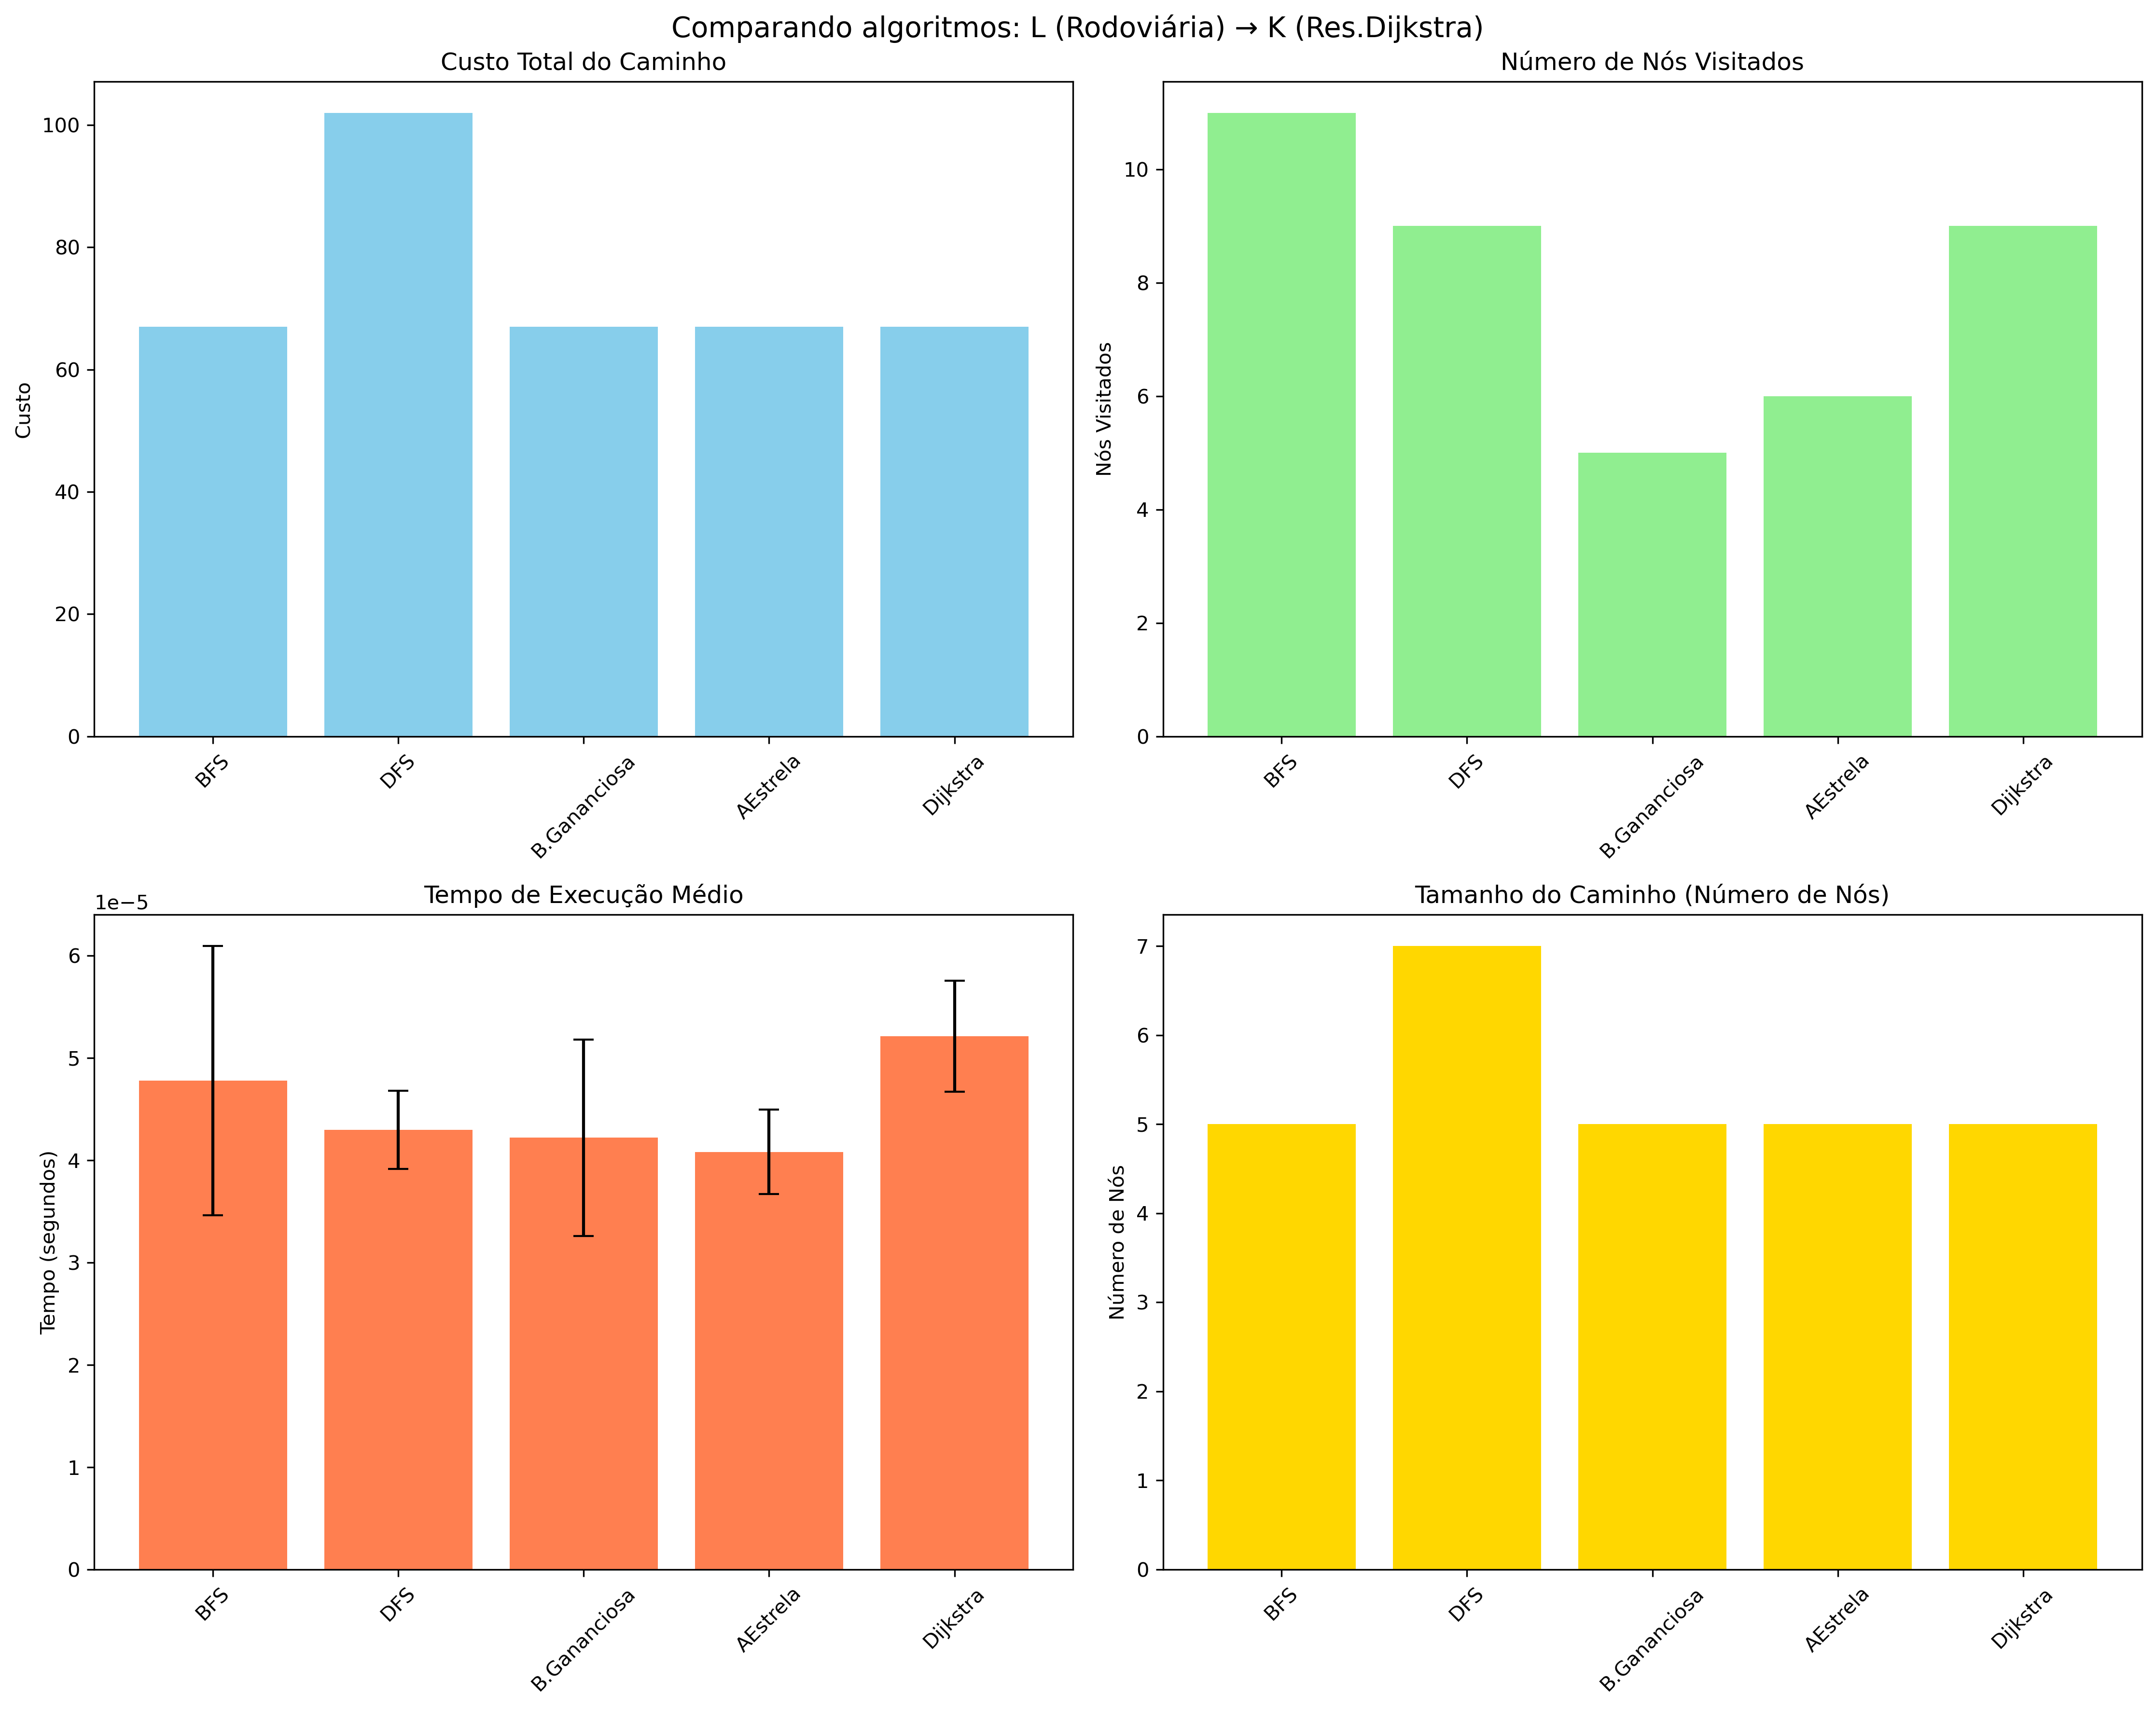 Comparando algoritmos: L (Rodoviária) → K (Res.Dijkstra)
Custo Total do Caminho
Custo
100
80
60
40
20
0
BFS
DFS
B.Gananciosa
AEstrela
Dijkstra
Número de Nós Visitados
Nós Visitados
10
8
6
4
2
0
BFS
DFS
B.Gananciosa
AEstrela
Dijkstra
Tempo de Execução Médio
1e−5
Tempo (segundos)
6
5
4
3
2
1
0
BFS
DFS
B.Gananciosa
AEstrela
Dijkstra
Tamanho do Caminho (Número de Nós)
Número de Nós
7
6
5
4
3
2
1
0
BFS
DFS
B.Gananciosa
AEstrela
Dijkstra